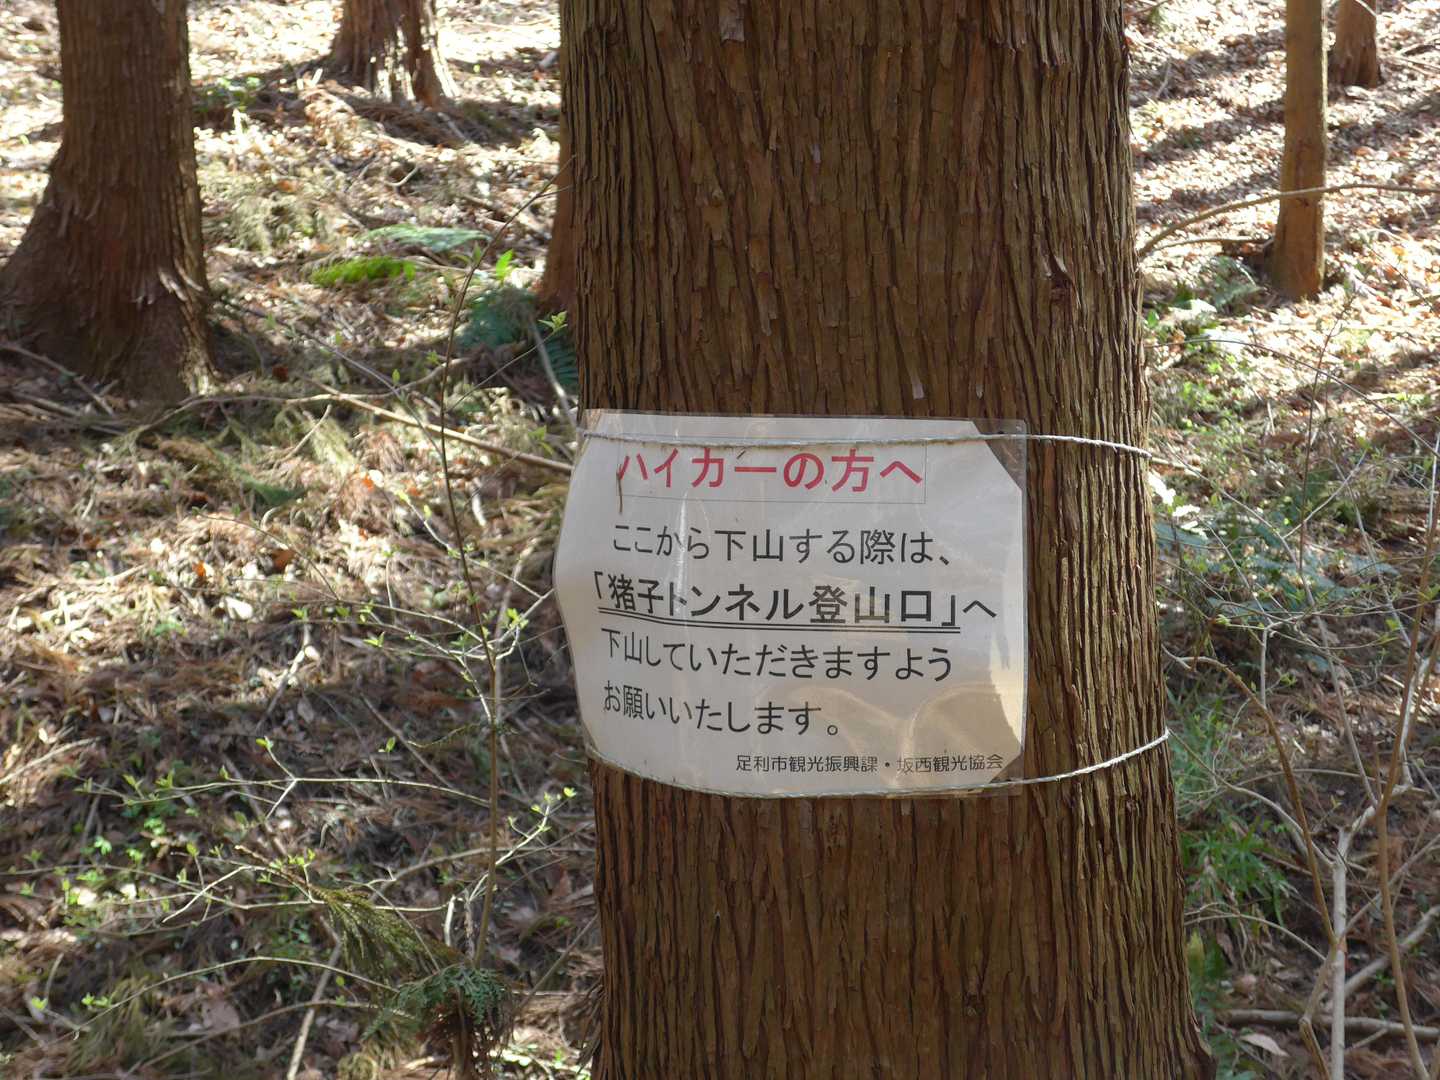 ハイカーの方へ
ここから下山する際は、
「猪子トンネル登山口」へ
下山していただきますよう
お願いいたします。
足利市観光振興課・坂西観光協会